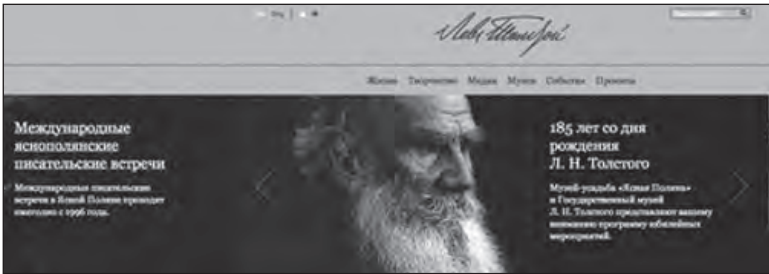 Eng
Левъ Толстой
Жизнь Творчество Медиа Музеи События Проекты
Международные
яснополянские
писательские встречи
Международные писательские
встречи в Ясной Поляне проходят
ежегодно с 1996 года.
185 лет со дня
рождения
Л. Н. Толстого
Музей-усадьба «Ясная Поляна»
и Государственный музей
Л. Н. Толстого представляют вашему
вниманию программу юбилейных
мероприятий.